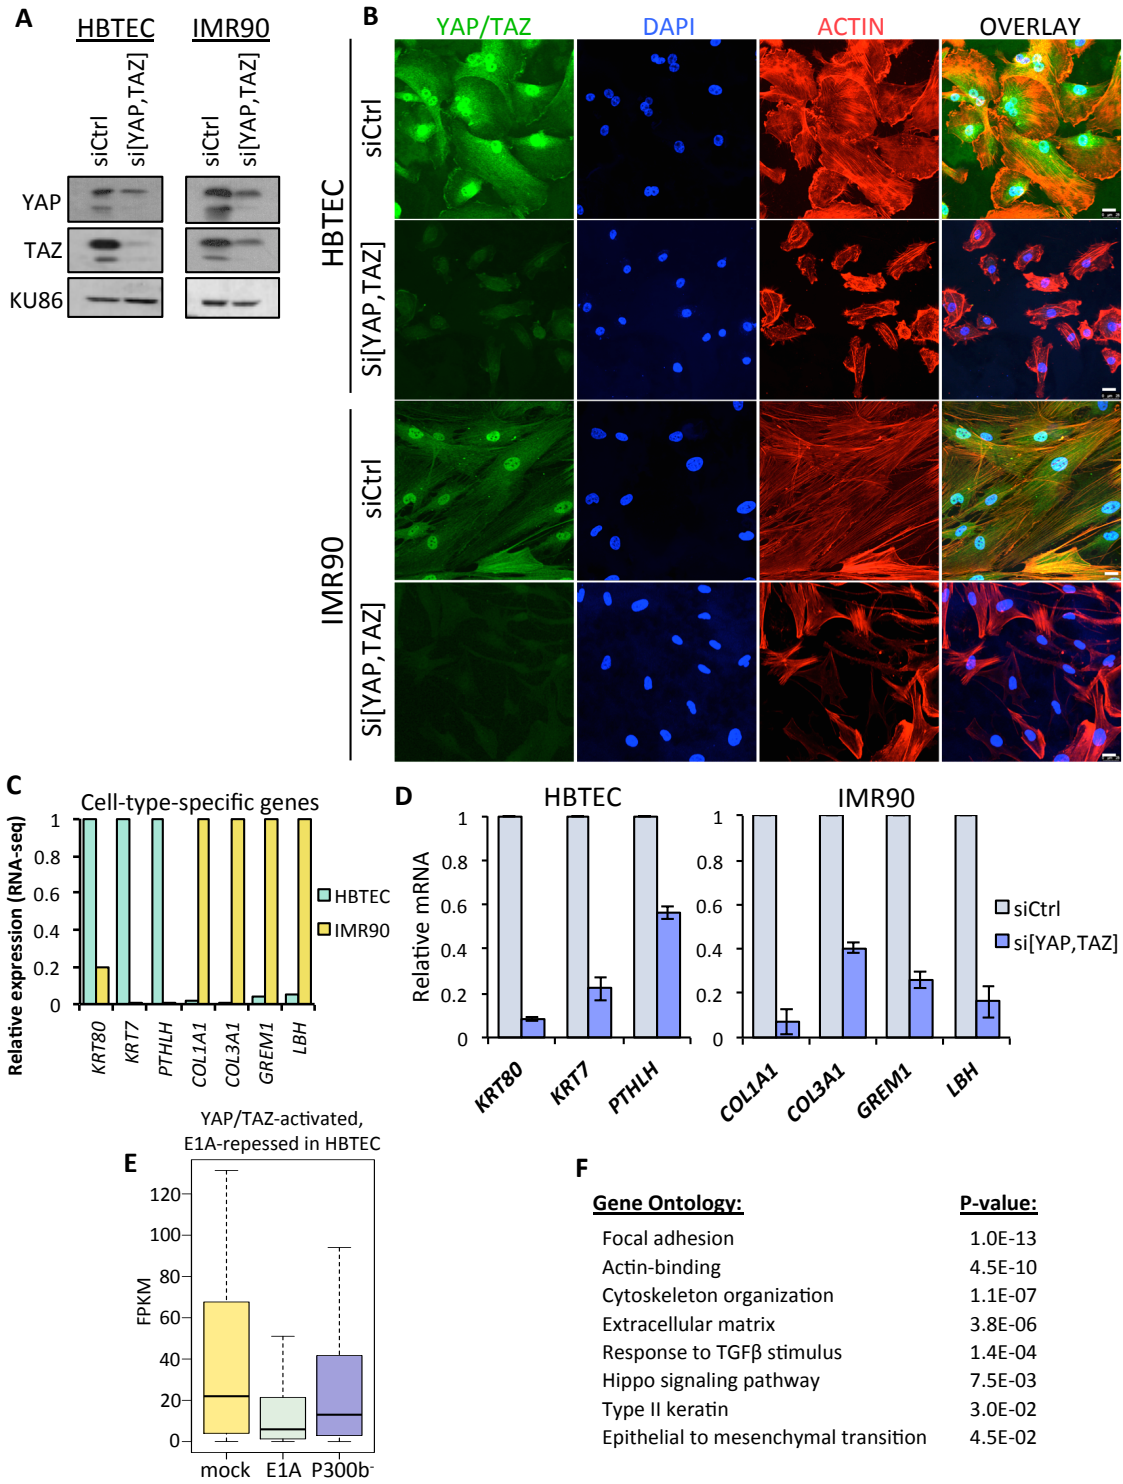 A
HBTEC IMR90
siCtrl
si[YAP,TAZ]
siCtrl
si[YAP,TAZ]
YAP
TAZ
KU86
B
YAP/TAZ DAPI ACTIN OVERLAY
HBTEC
siCtrl
Si[YAP,TAZ]
IMR90
siCtrl
Si[YAP,TAZ]
C
Cell-type-specific genes
Relative expression (RNA-seq)
1
0.8
0.6
0.4
0.2
0
HBTEC
IMR90
KRT80
KRT7
PTHLH
COL1A1
COL3A1
GREM1
LBH
D
HBTEC
IMR90
Relative mRNA
1
0.8
0.6
0.4
0.2
0
KRT80
KRT7
PTHLH
1
0.8
0.6
0.4
0.2
0
COL1A1
COL3A1
GREM1
LBH
siCtrl
si[YAP,TAZ]
E
YAP/TAZ-activated,
E1A-repressed in HBTEC
FPKM
120
100
80
60
40
20
0
mock E1A P300b-
F
Gene Ontology: P-value:
Focal adhesion 1.0E-13
Actin-binding 4.5E-10
Cytoskeleton organization 1.1E-07
Extracellular matrix 3.8E-06
Response to TGFβ stimulus 1.4E-04
Hippo signaling pathway 7.5E-03
Type II keratin 3.0E-02
Epithelial to mesenchymal transition 4.5E-02